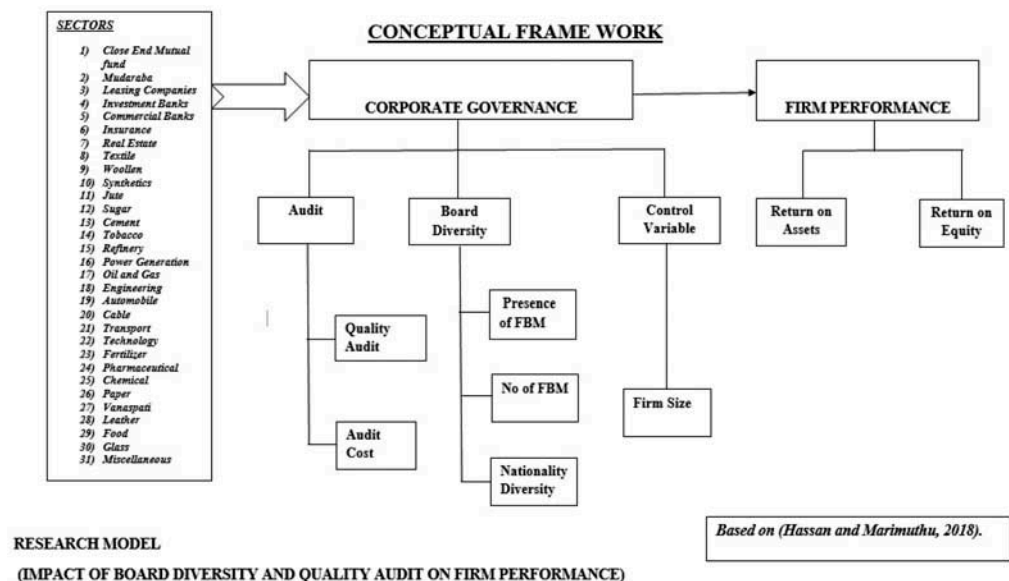 SECTORS
1) Close End Mutual
fund
2) Mudaraba
3) Leasing Companies
4) Investment Banks
5) Commercial Banks
6) Insurance
7) Real Estate
8) Textile
9) Woollen
10) Synthetics
11) Jute
12) Sugar
13) Cement
14) Tobacco
15) Refinery
16) Power Generation
17) Oil and Gas
18) Engineering
19) Automobile
20) Cable
21) Transport
22) Technology
23) Fertilizer
24) Pharmaceutical
25) Chemical
26) Paper
27) Vanaspati
28) Leather
29) Food
30) Glass
31) Miscellaneous
CONCEPTUAL FRAME WORK
CORPORATE GOVERNANCE
FIRM PERFORMANCE
Audit
Board
Diversity
Control
Variable
Return on
Assets
Return on
Equity
Quality
Audit
Audit
Cost
Presence
of FBM
No of FBM
Nationality
Diversity
Firm Size
Based on (Hassan and Marimuthu, 2018).
RESEARCH MODEL
(IMPACT OF BOARD DIVERSITY AND QUALITY AUDIT ON FIRM PERFORMANCE)